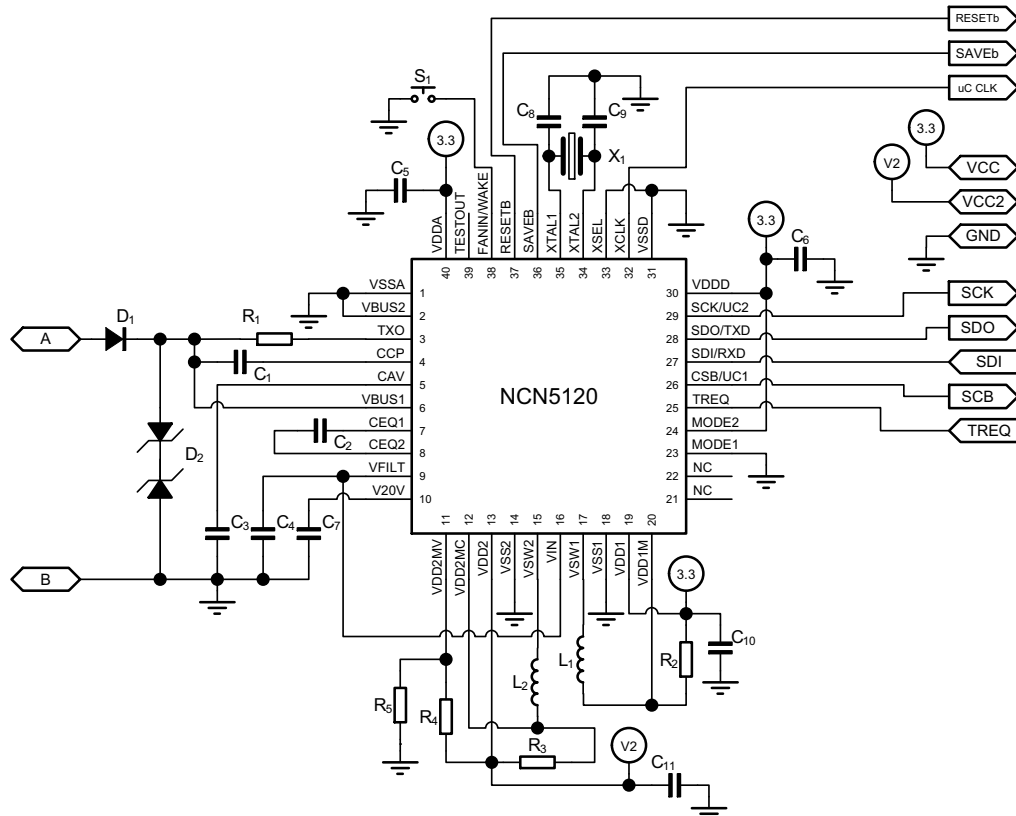 RESETb
SAVEb
uC CLK
S1
C8
C9
3.3
3.3
X1
V2
VCC
C5
VCC2
GND
3.3
C6
VDDA
TESTOUT
FANIN/WAKE
RESETB
SAVEB
XTAL1
XTAL2
XSEL
XCLK
VSSD
40
39
38
37
36
35
34
33
32
31
VSSA
1
30
VDDD
VBUS2
2
29
SCK/UC2
SCK
A
D1
R1
TXO
3
28
SDO/TXD
SDO
C1
CCP
4
27
SDI/RXD
SDI
CAV
5
NCN5120
26
CSB/UC1
SCB
VBUS1
6
25
TREQ
TREQ
C2
CEQ1
7
24
MODE2
D2
CEQ2
8
23
MODE1
VFILT
9
22
NC
V20V
10
21
NC
C3
C4
C7
11
12
13
14
15
16
17
18
19
20
VDD2MV
VDD2MC
VDD2
VSS2
VSW2
VIN
VSW1
VSS1
VDD1
VDD1M
B
3.3
C10
L1
R2
L2
R5
R4
R3
V2
C11